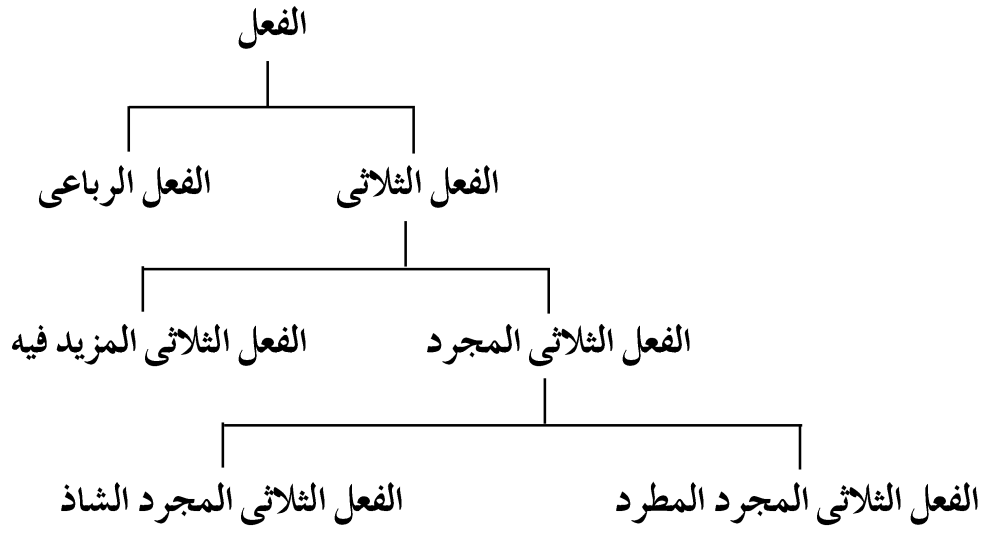 الفعل
الفعل الثلاثى
الفعل الرباعى
الفعل الثلاثى المجرد
الفعل الثلاثى المزيد فيه
الفعل الثلاثى المجرد المطرد
الفعل الثلاثى المجرد الشاذ